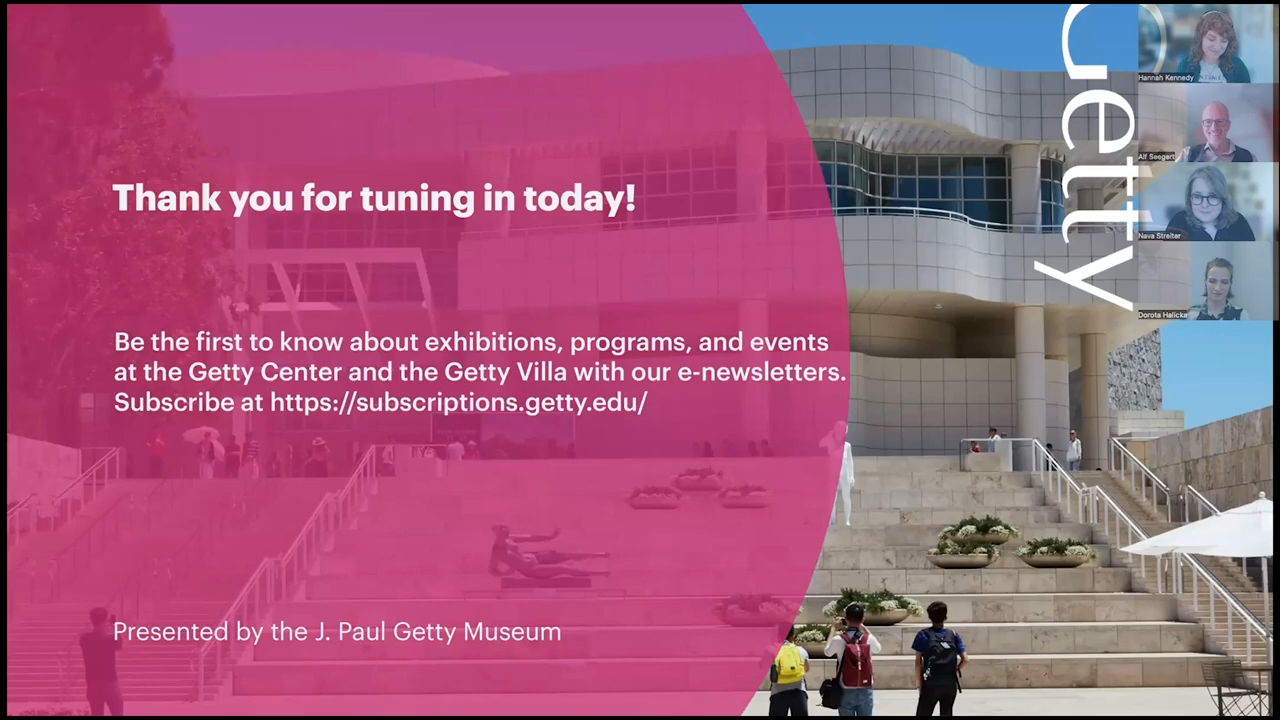 Thank you for tuning in today!
Be the first to know about exhibitions, programs, and events
at the Getty Center and the Getty Villa with our e-newsletters.
Subscribe at https://subscriptions.getty.edu/
Presented by the J. Paul Getty Museum
Getty
Hannah Kennedy
Alf Seegert
Nava Streiter
Dorota Halicka